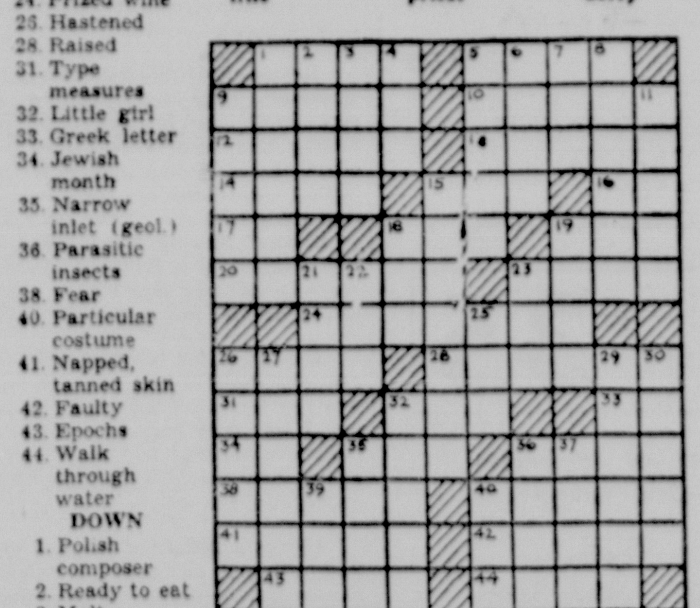 24. Prized wine
26. Hastened
28. Raised
31. Type
measures
32. Little girl
33. Greek letter
34. Jewish
month
35. Narrow
inlet (geol.)
36. Parasitic
insects
38. Fear
40. Particular
costume
41. Napped,
tanned skin
42. Faulty
43. Epochs
44. Walk
through
water
DOWN
1. Polish
composer
2. Ready to eat
1 2 3 4 5 6 7 8
9 10 11
12
14 15 16
17 18 19
20 21 22 23
24 25
26 27 28 29 30
31 32 33
34 35 36 37
38 39 40
41 42
43 44